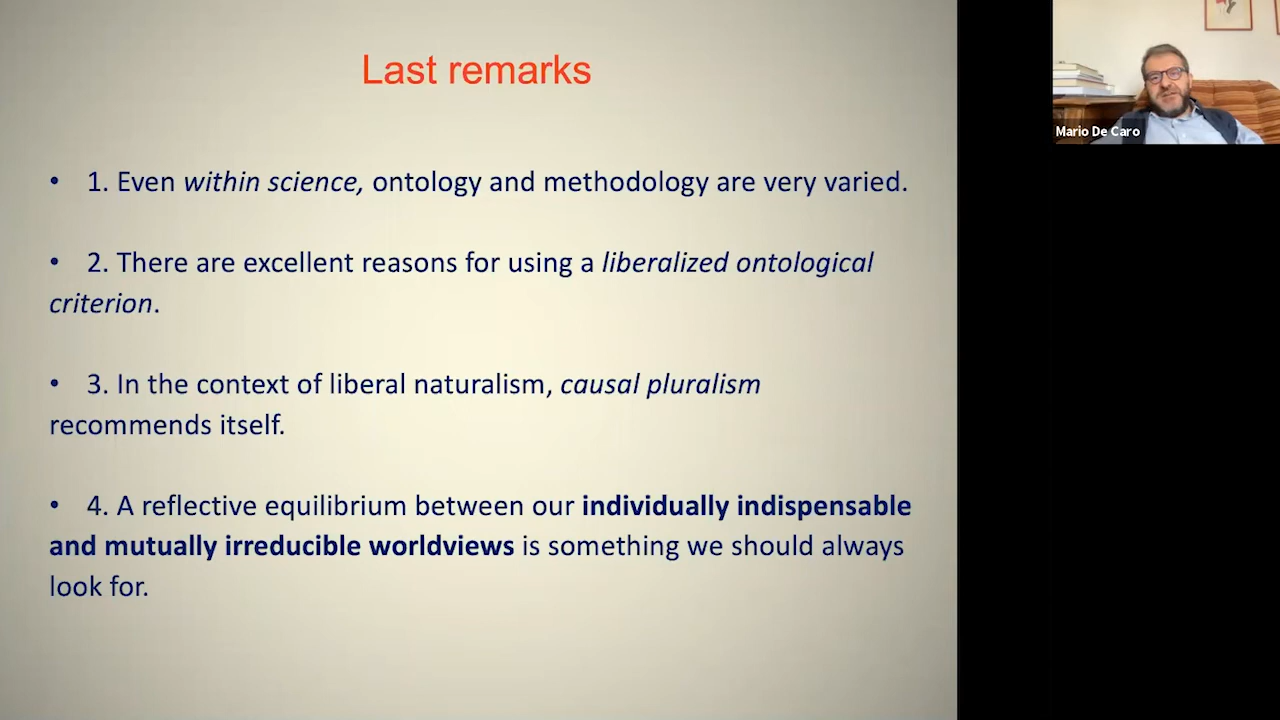 Last remarks
• 1. Even within science, ontology and methodology are very varied.
• 2. There are excellent reasons for using a liberalized ontological
criterion.
• 3. In the context of liberal naturalism, causal pluralism
recommends itself.
• 4. A reflective equilibrium between our individually indispensable
and mutually irreducible worldviews is something we should always
look for.
Mario De Caro